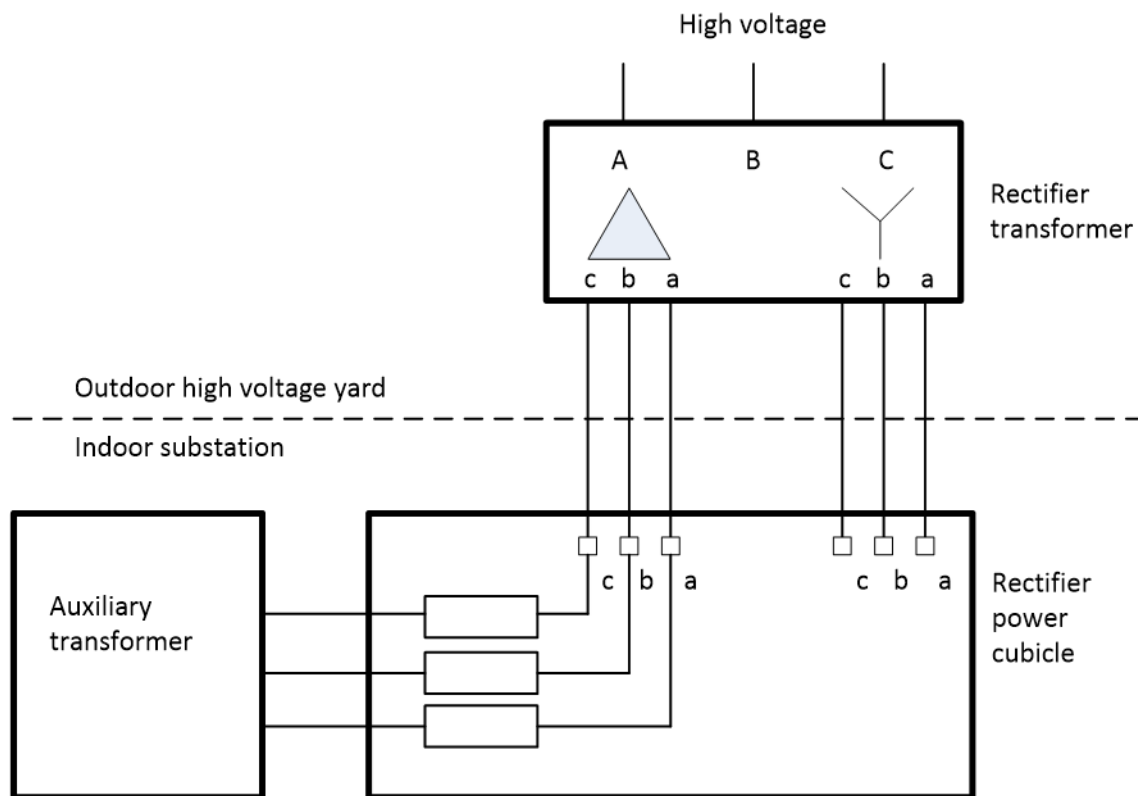 High voltage
A B C
Rectifier
transformer
c b a c b a
Outdoor high voltage yard
Indoor substation
c b a c b a
Auxiliary
transformer
Rectifier
power
cubicle